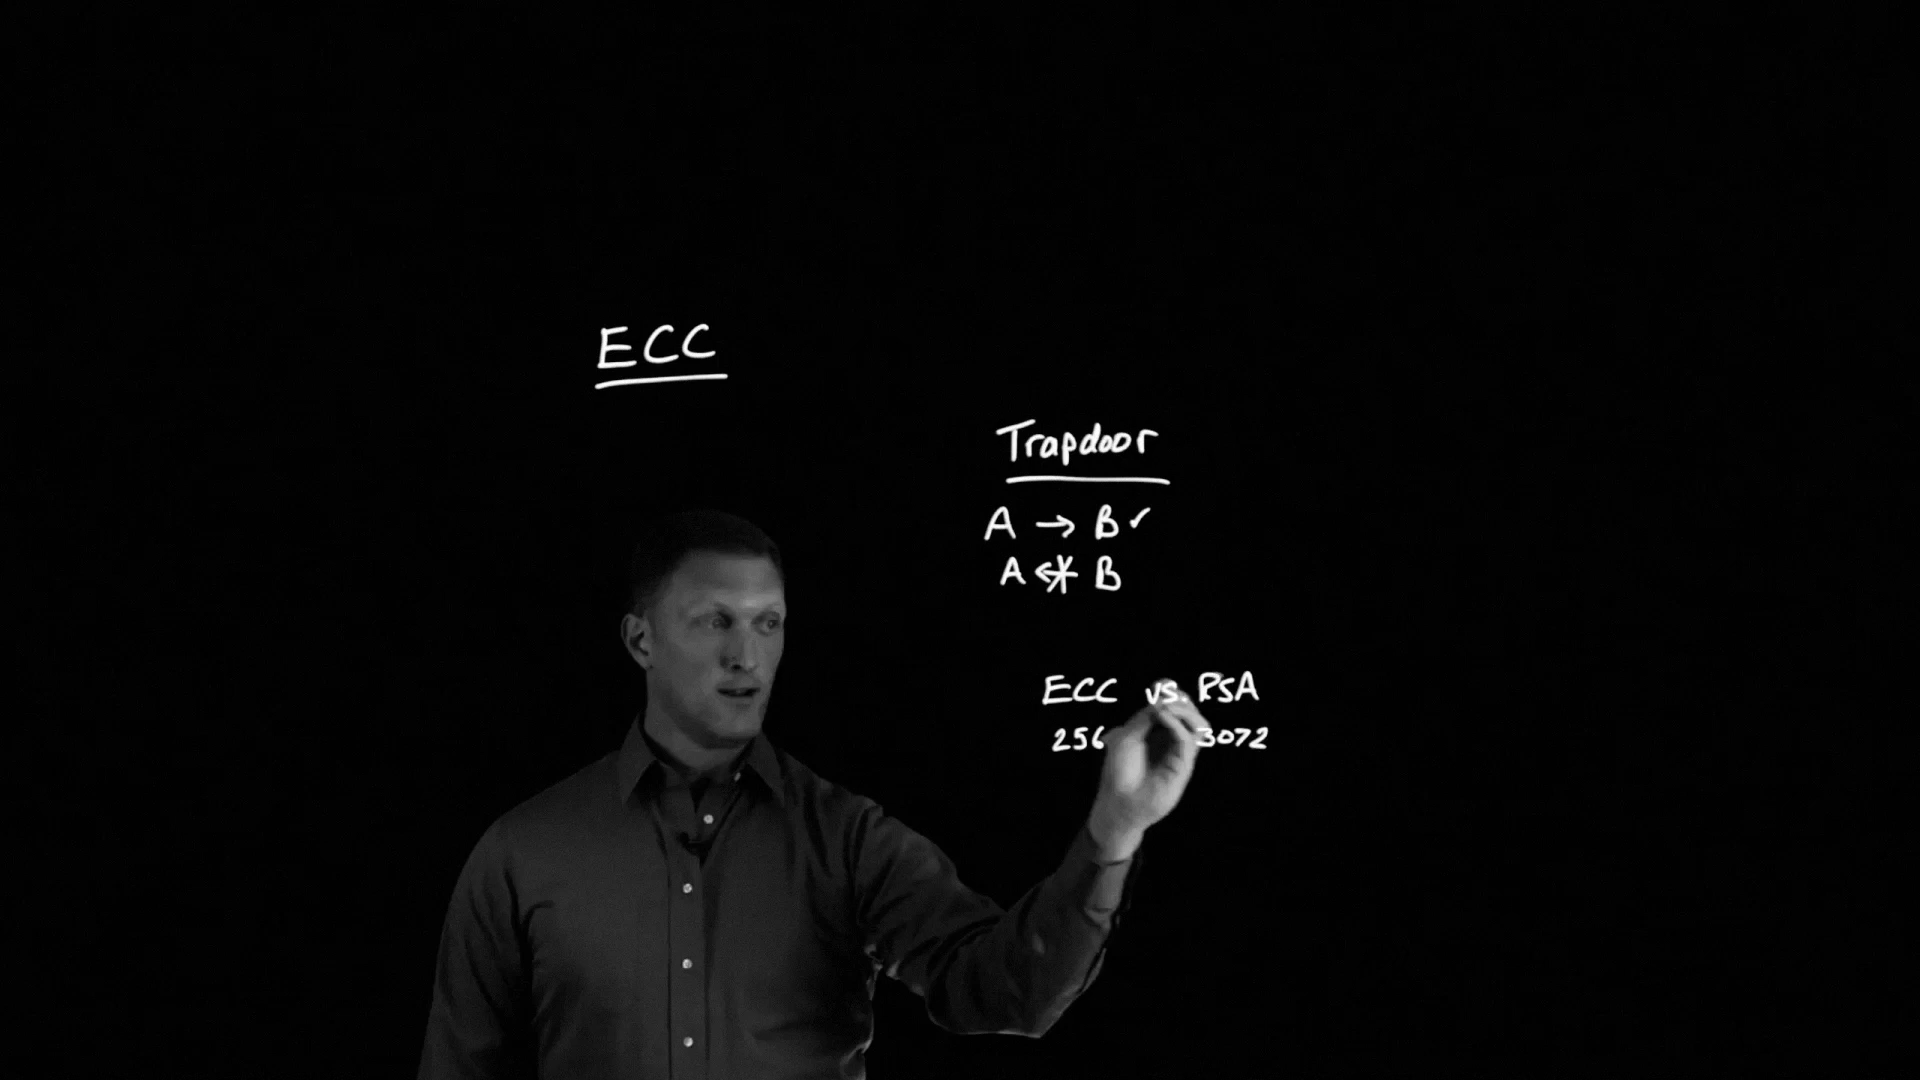 ECC
Trapdoor
A → B ✓
A ↚ B
ECC vs. RSA
256 3072